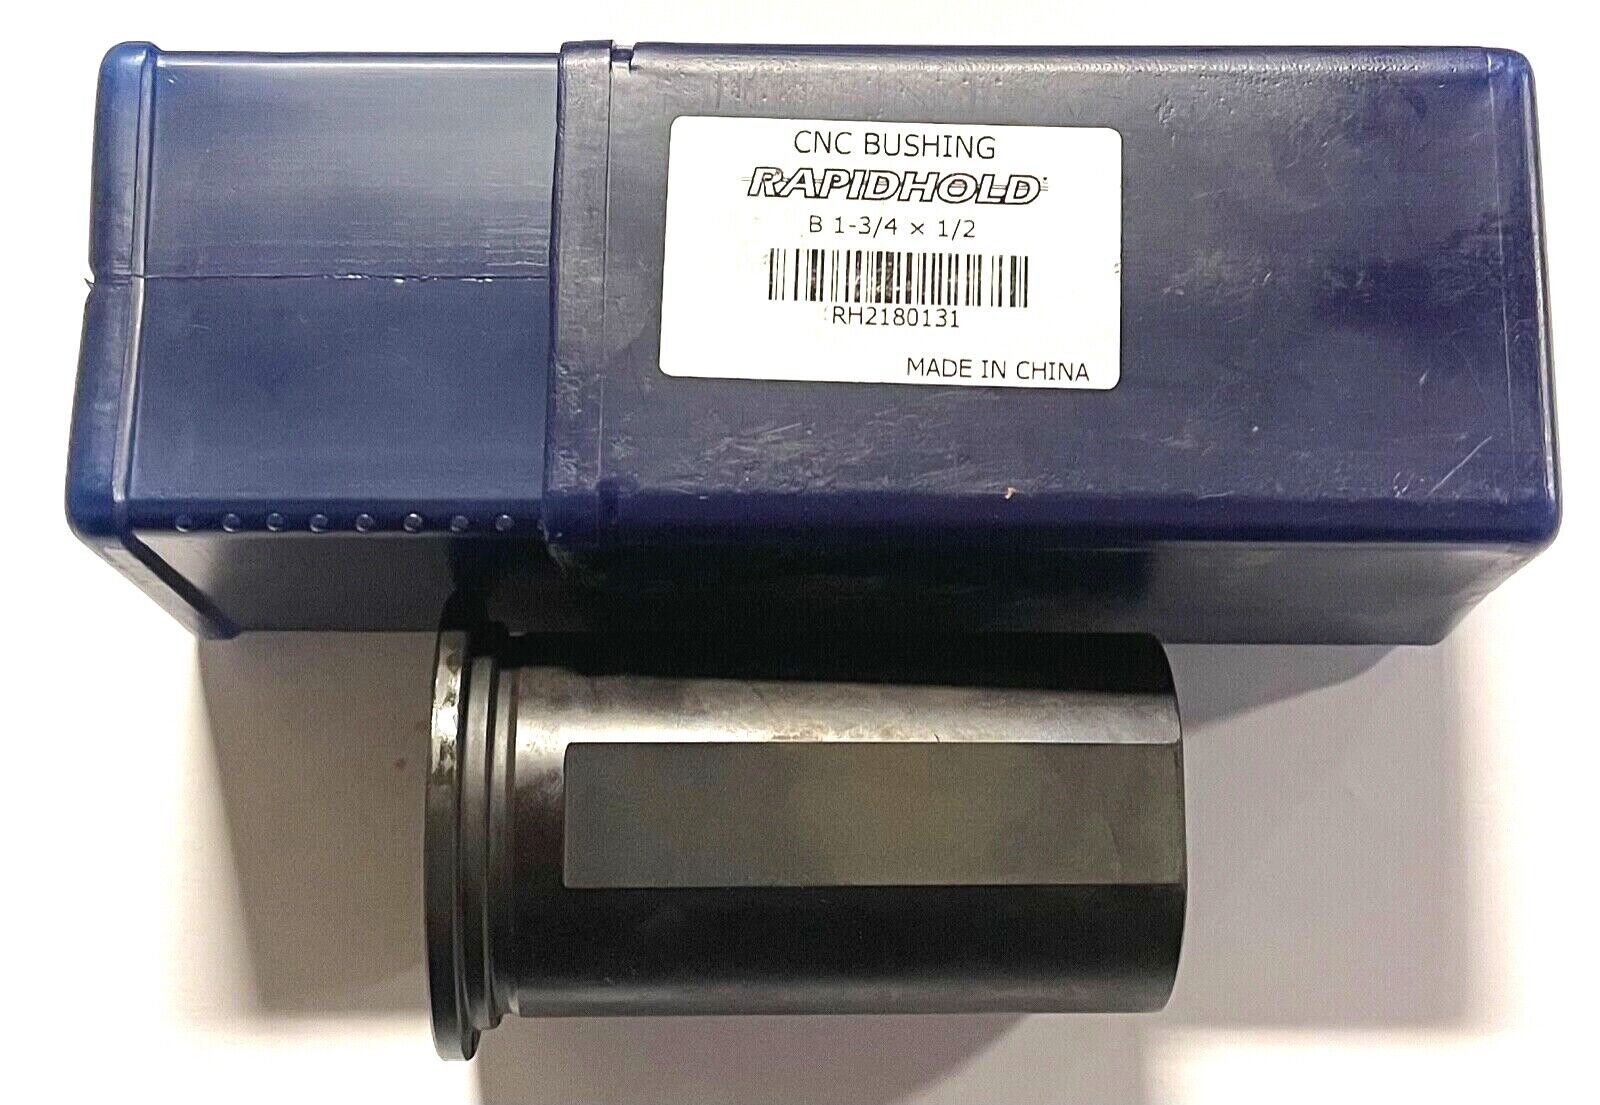 CNC BUSHING
RAPIDHOLD
B 1-3/4 × 1/2
RH2180131
MADE IN CHINA